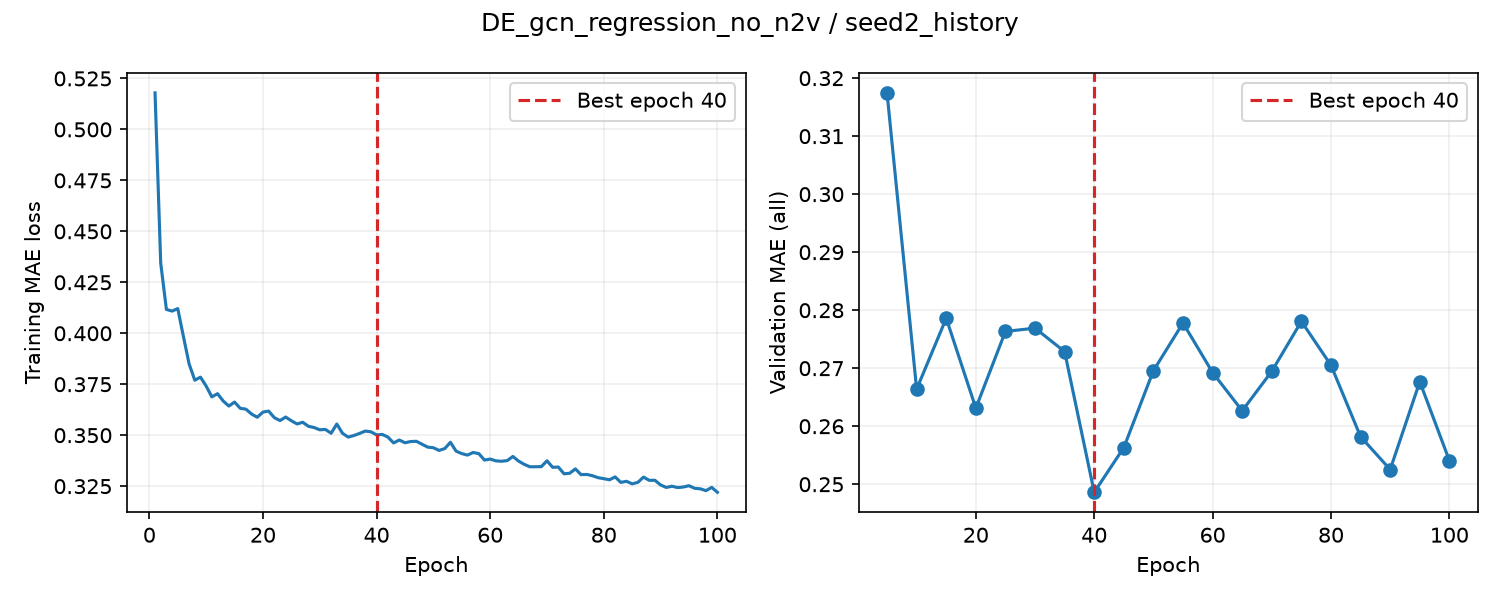 DE_gcn_regression_no_n2v / seed2_history
Training MAE loss
0.525
0.500
0.475
0.450
0.425
0.400
0.375
0.350
0.325
0 20 40 60 80 100
Epoch
Best epoch 40
Validation MAE (all)
0.32
0.31
0.30
0.29
0.28
0.27
0.26
0.25
20 40 60 80 100
Epoch
Best epoch 40